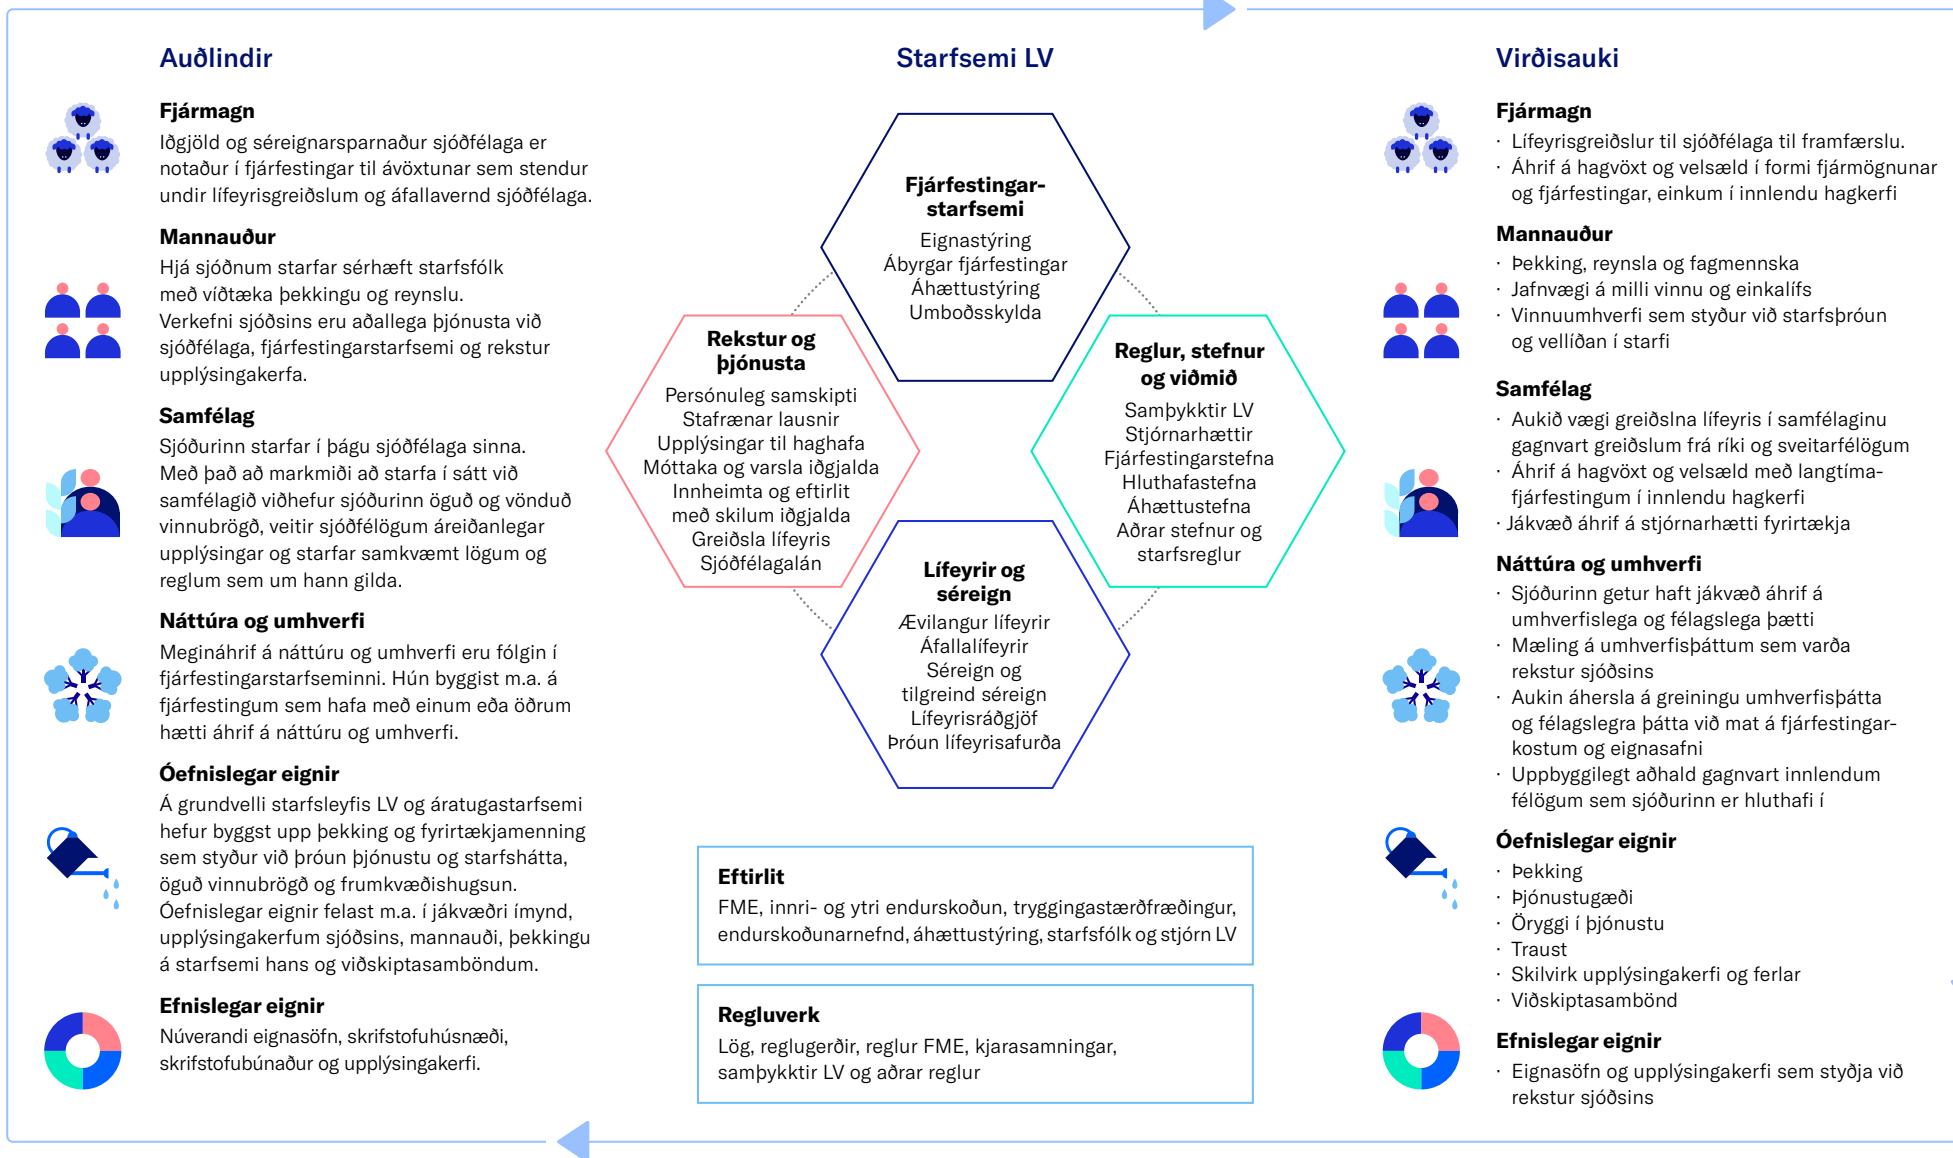 Auðlindir
Fjármagn
Iðgjöld og séreignarsparnaður sjóðfélaga er
notaður í fjárfestingar til ávöxtunar sem stendur
undir lífeyrisgreiðslum og áfallavernd sjóðfélaga.
Mannauður
Hjá sjóðnum starfar sérhæft starfsfólk
með víðtæka þekkingu og reynslu.
Verkefni sjóðsins eru aðallega þjónusta við
sjóðfélaga, fjárfestingarstarfsemi og rekstur
upplýsingakerfa.
Samfélag
Sjóðurinn starfar í þágu sjóðfélaga sinna.
Með það að markmiði að starfa í sátt við
samfélagið viðhefur sjóðurinn öguð og vönduð
vinnubrögð, veitir sjóðfélögum áreiðanlegar
upplýsingar og starfar samkvæmt lögum og
reglum sem um hann gilda.
Náttúra og umhverfi
Megináhrif á náttúru og umhverfi eru fólgin í
fjárfestingarstarfseminni. Hún byggist m.a. á
fjárfestingum sem hafa með einum eða öðrum
hætti áhrif á náttúru og umhverfi.
Óefnislegar eignir
Á grundvelli starfsleyfis LV og áratugastarfsemi
hefur byggst upp þekking og fyrirtækjamenning
sem styður við þróun þjónustu og starfshátta,
öguð vinnubrögð og frumkvæðishugsun.
Óefnislegar eignir felast m.a. í jákvæðri ímynd,
upplýsingakerfum sjóðsins, mannauði, þekkingu
á starfsemi hans og viðskiptasamböndum.
Efnislegar eignir
Núverandi eignasöfn, skrifstofuhúsnæði,
skrifstofubúnaður og upplýsingakerfi.
Starfsemi LV
Fjárfestingar-
starfsemi
Eignastýring
Ábyrgar fjárfestingar
Áhættustýring
Umboðsskylda
Rekstur og
þjónusta
Persónuleg samskipti
Stafrænar lausnir
Upplýsingar til haghafa
Móttaka og varsla iðgjalda
Innheimta og eftirlit
með skilum iðgjalda
Greiðsla lífeyris
Sjóðfélagalán
Reglur, stefnur
og viðmið
Samþykktir LV
Stjórnarhættir
Fjárfestingarstefna
Hluthafastefna
Áhættustefna
Aðrar stefnur og
starfsreglur
Lífeyrir og
séreign
Ævilangur lífeyrir
Áfallalífeyrir
Séreign og
tilgreind séreign
Lífeyrisráðgjöf
Þróun lífeyrisafurða
Eftirlit
FME, innri- og ytri endurskoðun, tryggingastærðfræðingur,
endurskoðunarnefnd, áhættustýring, starfsfólk og stjórn LV
Regluverk
Lög, reglugerðir, reglur FME, kjarasamningar,
samþykktir LV og aðrar reglur
Virðisauki
Fjármagn
· Lífeyrisgreiðslur til sjóðfélaga til framfærslu.
· Áhrif á hagvöxt og velsæld í formi fjármögnunar
og fjárfestingar, einkum í innlendu hagkerfi
Mannauður
· Þekking, reynsla og fagmennska
· Jafnvægi á milli vinnu og einkalífs
· Vinnuumhverfi sem styður við starfsþróun
og vellíðan í starfi
Samfélag
· Aukið vægi greiðslna lífeyris í samfélaginu
gagnvart greiðslum frá ríki og sveitarfélögum
· Áhrif á hagvöxt og velsæld með langtíma-
fjárfestingum í innlendu hagkerfi
· Jákvæð áhrif á stjórnarhætti fyrirtækja
Náttúra og umhverfi
· Sjóðurinn getur haft jákvæð áhrif á
umhverfislega og félagslega þætti
· Mæling á umhverfisþáttum sem varða
rekstur sjóðsins
· Aukin áhersla á greiningu umhverfisþátta
og félagslegra þátta við mat á fjárfestingar-
kostum og eignasafni
· Uppbyggilegt aðhald gagnvart innlendum
félögum sem sjóðurinn er hluthafi í
Óefnislegar eignir
· Þekking
· Þjónustugæði
· Öryggi í þjónustu
· Traust
· Skilvirk upplýsingakerfi og ferlar
· Viðskiptasambönd
Efnislegar eignir
· Eignasöfn og upplýsingakerfi sem styðja við
rekstur sjóðsins